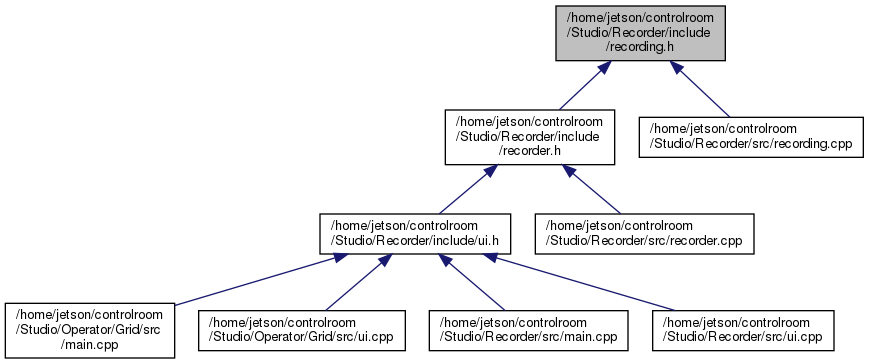 /home/jetson/controlroom
/Studio/Recorder/include
/recording.h
/home/jetson/controlroom
/Studio/Recorder/include
/recorder.h
/home/jetson/controlroom
/Studio/Recorder/src/recording.cpp
/home/jetson/controlroom
/Studio/Recorder/include/ui.h
/home/jetson/controlroom
/Studio/Recorder/src/recorder.cpp
/home/jetson/controlroom
/Studio/Operator/Grid/src
/main.cpp
/home/jetson/controlroom
/Studio/Operator/Grid/src/ui.cpp
/home/jetson/controlroom
/Studio/Recorder/src/main.cpp
/home/jetson/controlroom
/Studio/Recorder/src/ui.cpp